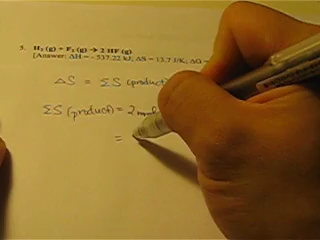 5. H₂ (g) + F₂ (g) → 2 HF (g)
[Answer: ΔH = - 537.22 kJ; ΔS = 13.7 J/K; ΔG =
ΔS = ΣS (product)
ΣS (product) = 2 mol
=